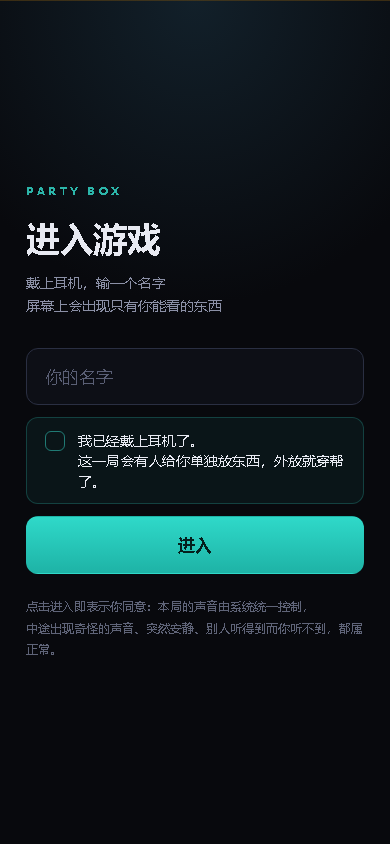 PARTY BOX
进入游戏
戴上耳机，输一个名字
屏幕上会出现只有你能看的东西
你的名字
我已经戴上耳机了。
这一局会有人给你单独放东西，外放就穿帮
了。
进入
点击进入即表示你同意：本局的声音由系统统一控制，
中途出现奇怪的声音、突然安静、别人听得到而你听不到，都属
正常。